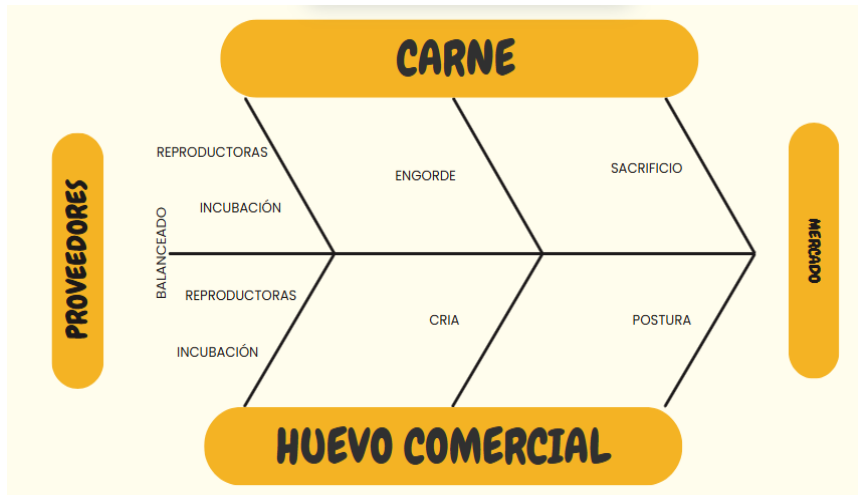 CARNE
PROVEEDORES
REPRODUCTORAS
INCUBACIÓN
ENGORDE
SACRIFICIO
BALANCEADO
MERCADO
REPRODUCTORAS
INCUBACIÓN
CRIA
POSTURA
HUEVO COMERCIAL